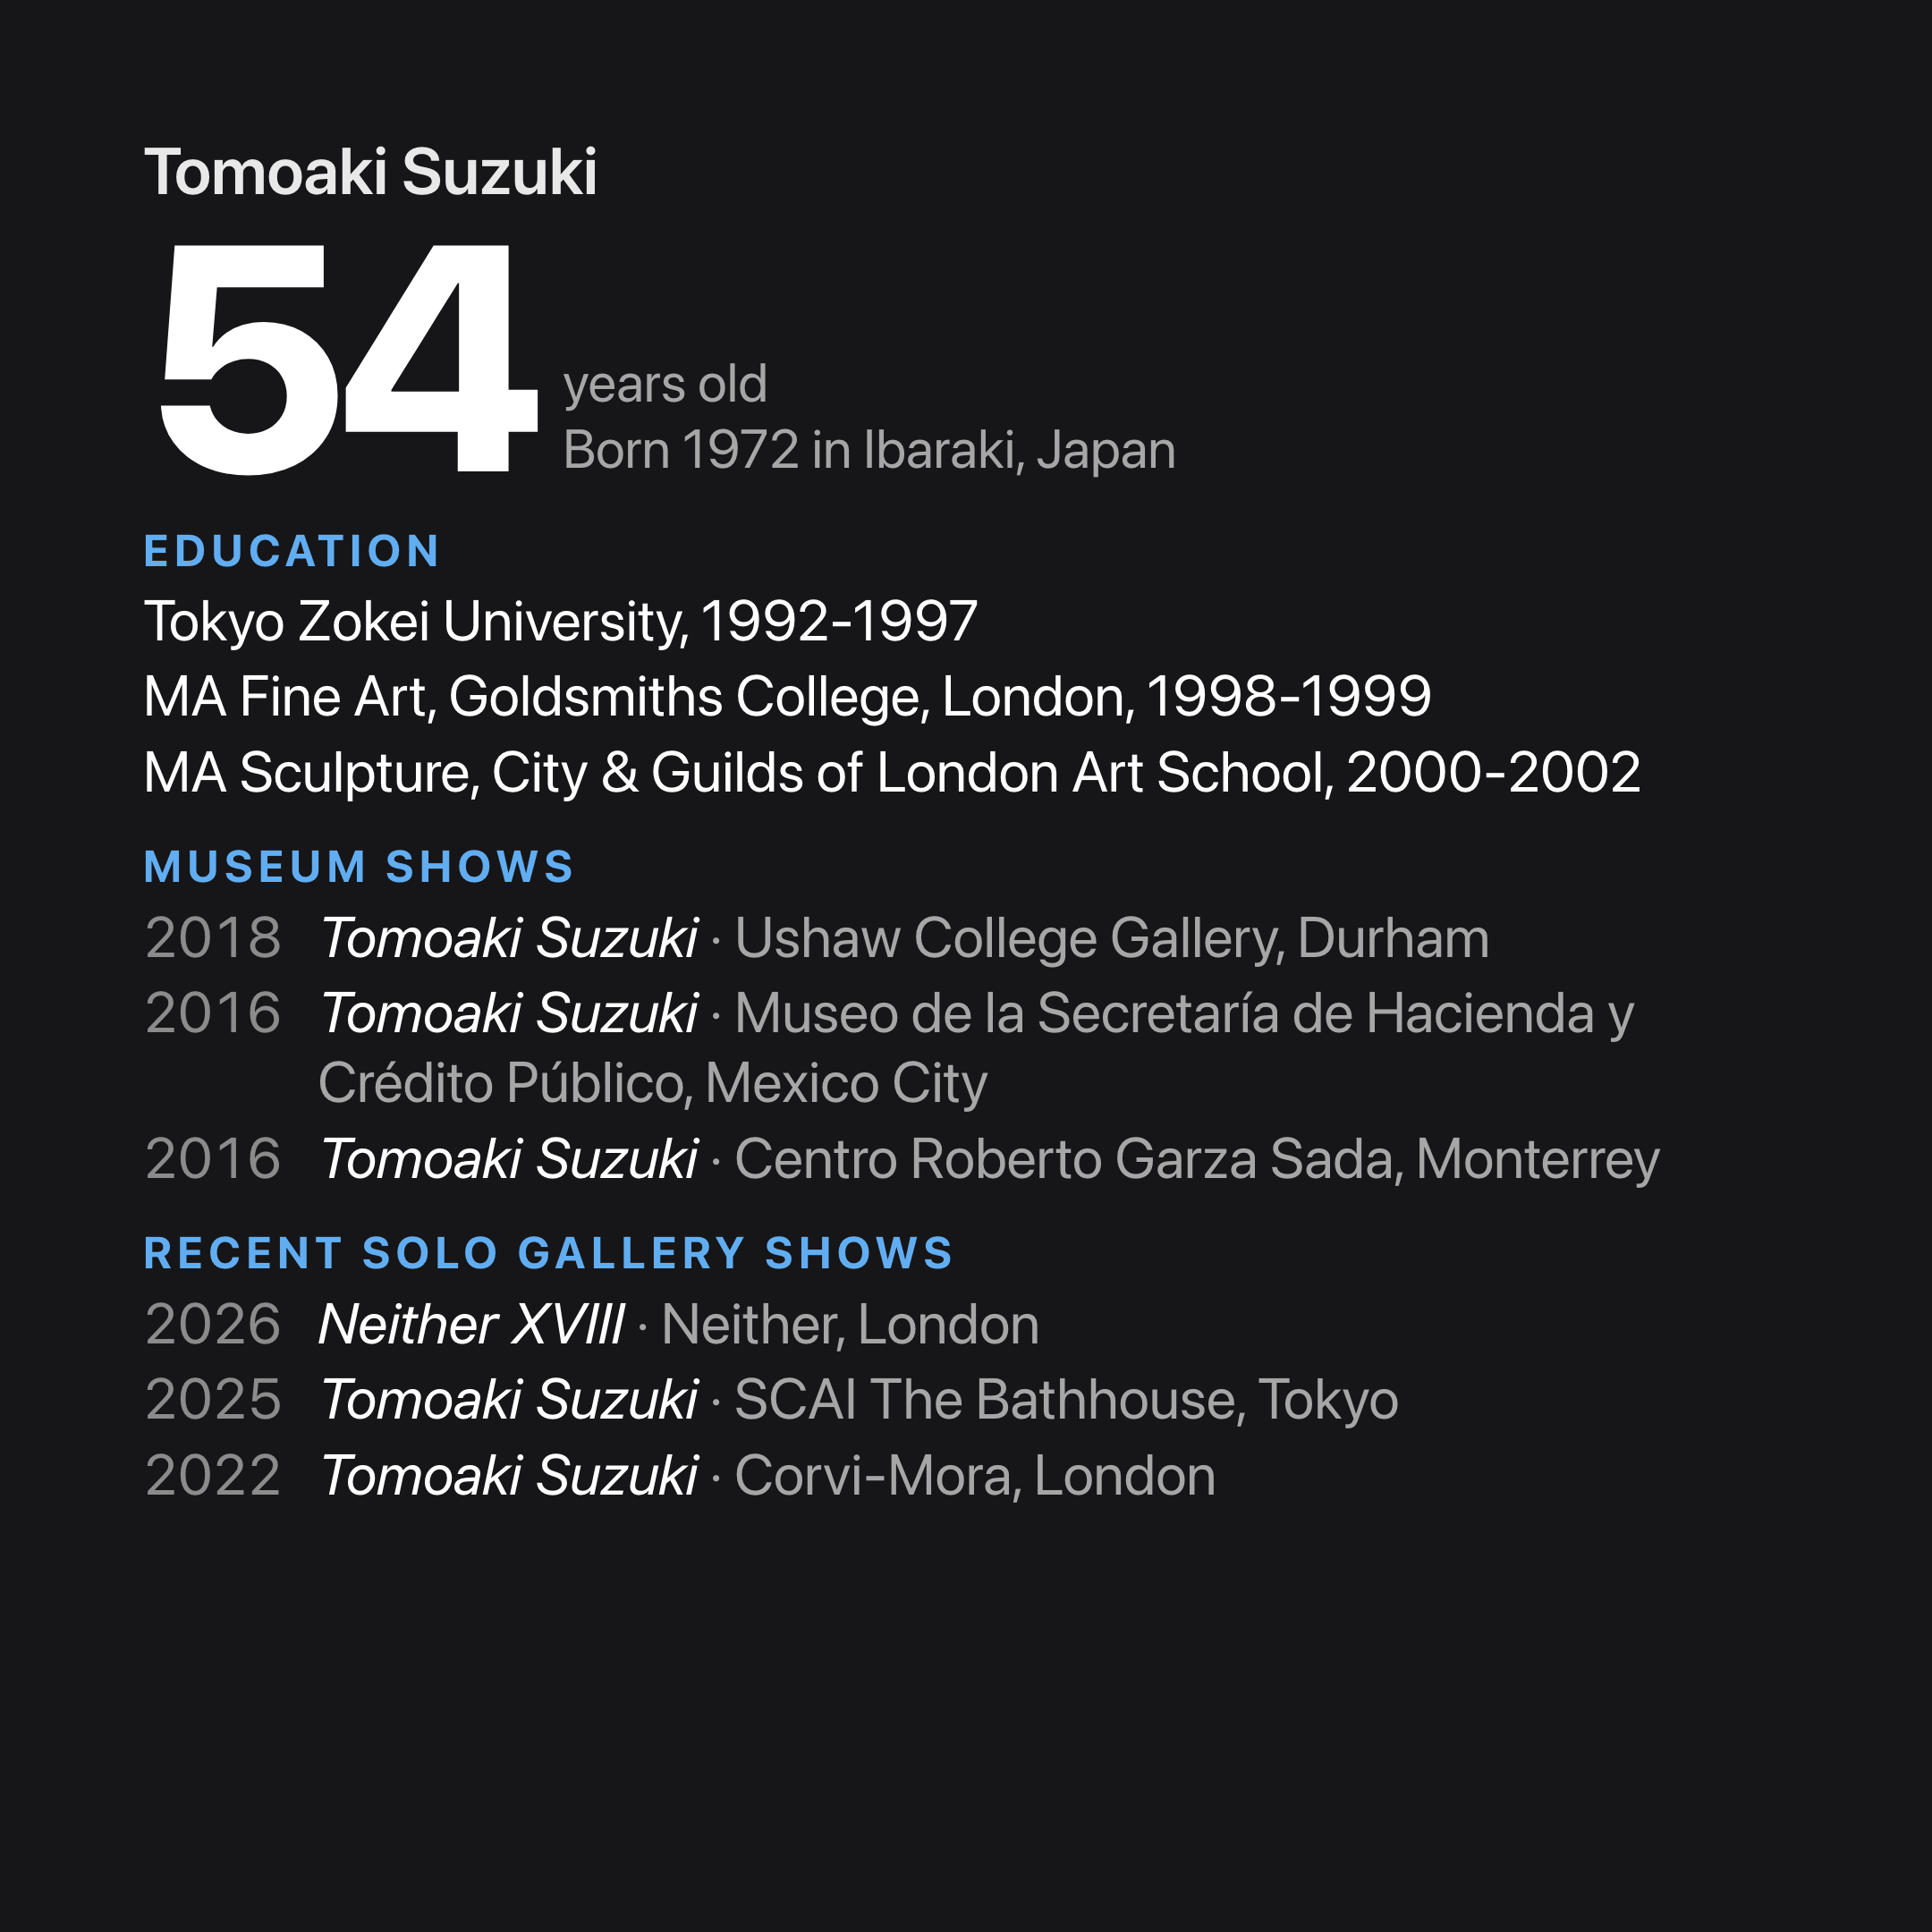 Tomoaki Suzuki
54
years old
Born 1972 in Ibaraki, Japan
EDUCATION
Tokyo Zokei University, 1992-1997
MA Fine Art, Goldsmiths College, London, 1998-1999
MA Sculpture, City & Guilds of London Art School, 2000-2002
MUSEUM SHOWS
2018 Tomoaki Suzuki · Ushaw College Gallery, Durham
2016 Tomoaki Suzuki · Museo de la Secretaría de Hacienda y
Crédito Público, Mexico City
2016 Tomoaki Suzuki · Centro Roberto Garza Sada, Monterrey
RECENT SOLO GALLERY SHOWS
2026 Neither XVIII · Neither, London
2025 Tomoaki Suzuki · SCAI The Bathhouse, Tokyo
2022 Tomoaki Suzuki · Corvi-Mora, London